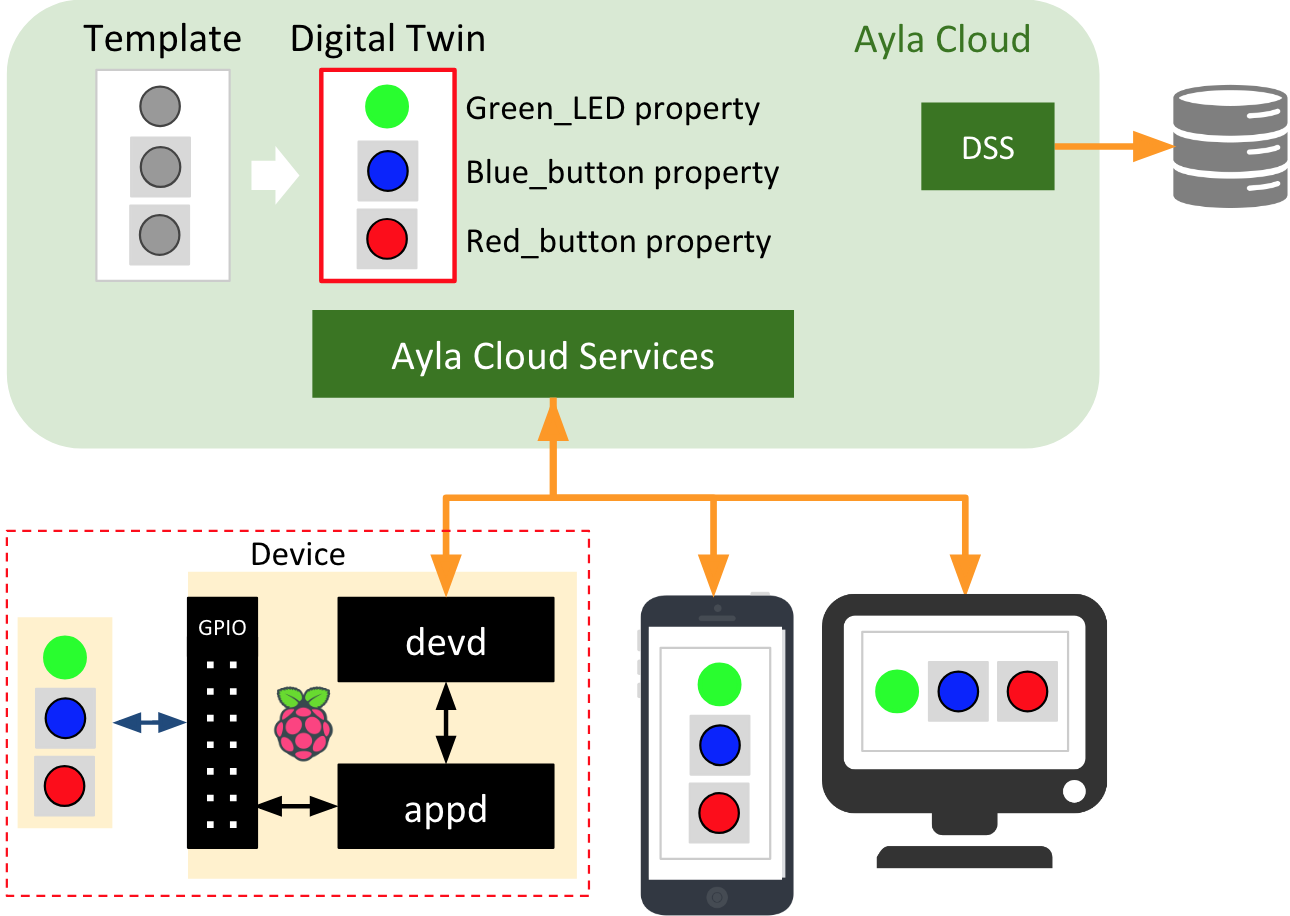 Template
Digital Twin
Ayla Cloud
Green_LED property
Blue_button property
Red_button property
DSS
Ayla Cloud Services
Device
GPIO
devd
appd